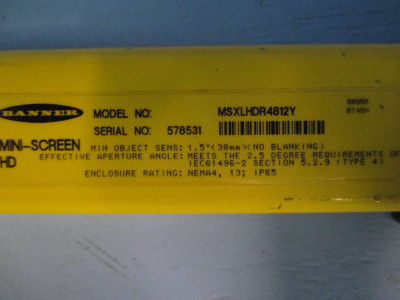 BANNER
MODEL NO: MSXLHDR4812Y
SERIAL NO: 578531
MINI-SCREEN
HD
MIN OBJECT SENS: 1.5"(38mm)(NO BLANKING)
EFFECTIVE APERTURE ANGLE: MEETS THE 2.5 DEGREE REQUIREMENTS OF
IEC61496-2 SECTION 5.2.9 (TYPE 4)
ENCLOSURE RATING: NEMA4, 13; IP65